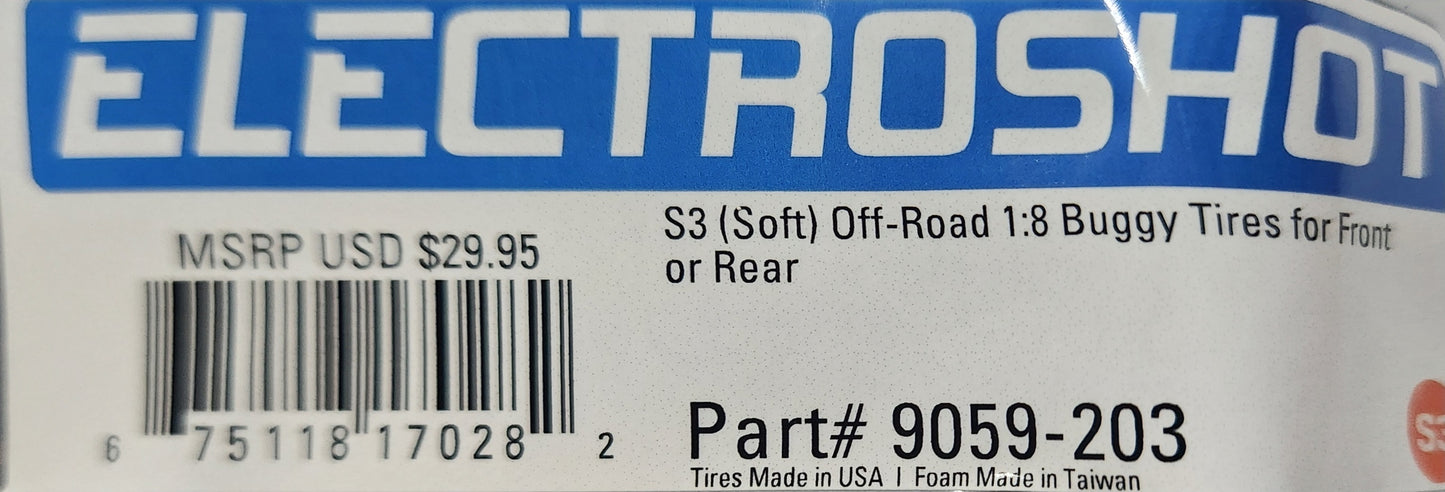 ELECTROSHOT
S3 (Soft) Off-Road 1:8 Buggy Tires for Front
or Rear
MSRP USD $29.95
6 75118 17028 2
Part# 9059-203
Tires Made in USA | Foam Made in Taiwan
S3